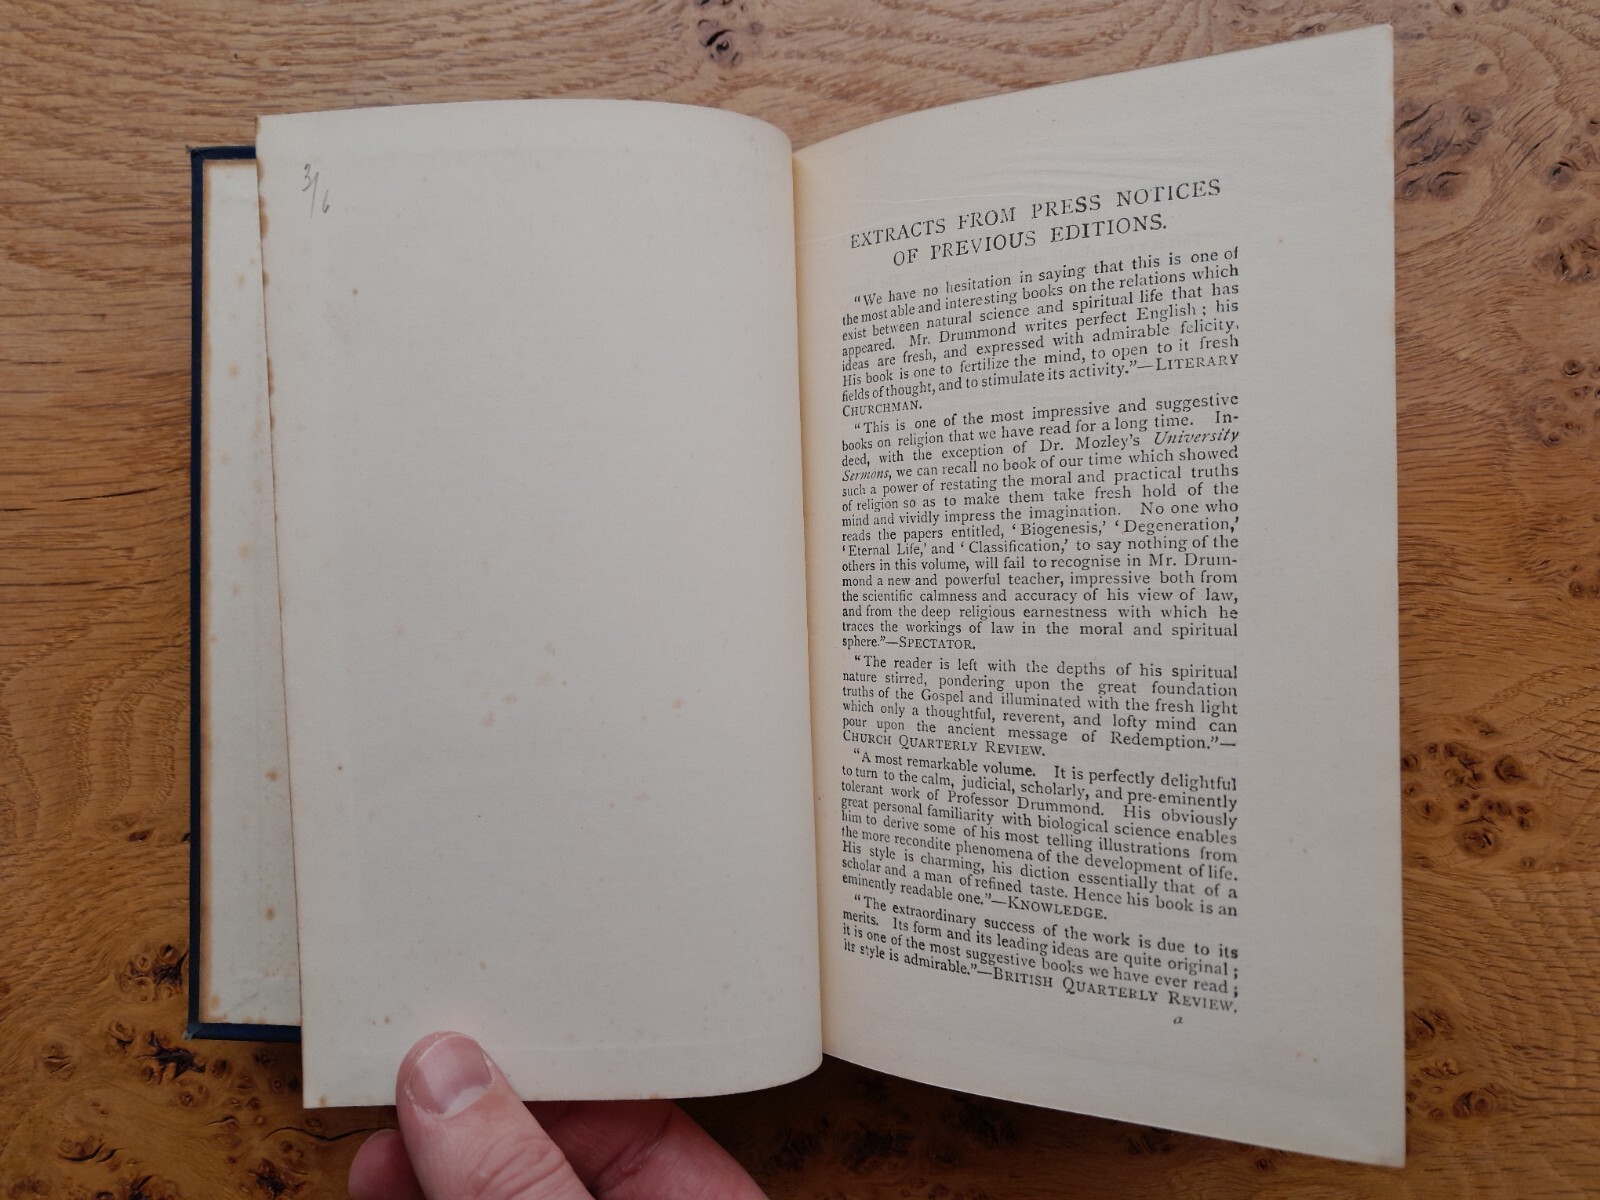 3/6
EXTRACTS FROM PRESS NOTICES
OF PREVIOUS EDITIONS.
"We have no hesitation in saying that this is one of
the most able and interesting books on the relations which
exist between natural science and spiritual life that has
appeared. Mr. Drummond writes perfect English; his
ideas are fresh, and expressed with admirable felicity.
His book is one to fertilize the mind, to open to it fresh
fields of thought, and to stimulate its activity."—LITERARY
CHURCHMAN.
"This is one of the most impressive and suggestive
books on religion that we have read for a long time. In-
deed, with the exception of Dr. Mozley's University
Sermons, we can recall no book of our time which showed
such a power of restating the moral and practical truths
of religion so as to make them take fresh hold of the
mind and vividly impress the imagination. No one who
reads the papers entitled, 'Biogenesis,' 'Degeneration,'
'Eternal Life,' and 'Classification,' to say nothing of the
others in this volume, will fail to recognise in Mr. Drum-
mond a new and powerful teacher, impressive both from
the scientific calmness and accuracy of his view of law,
and from the deep religious earnestness with which he
traces the workings of law in the moral and spiritual
sphere."—SPECTATOR.
"The reader is left with the depths of his spiritual
nature stirred, pondering upon the great foundation
truths of the Gospel and illuminated with the fresh light
which only a thoughtful, reverent, and lofty mind can
pour upon the ancient message of Redemption."—
CHURCH QUARTERLY REVIEW.
"A most remarkable volume. It is perfectly delightful
to turn to the calm, judicial, scholarly, and pre-eminently
tolerant work of Professor Drummond. His obviously
great personal familiarity with biological science enables
him to derive some of his most telling illustrations from
the more recondite phenomena of the development of life.
His style is charming, his diction essentially that of a
scholar and a man of refined taste. Hence his book is an
eminently readable one."—KNOWLEDGE.
"The extraordinary success of the work is due to its
merits. Its form and its leading ideas are quite original;
it is one of the most suggestive books we have ever read;
its style is admirable."—BRITISH QUARTERLY REVIEW.
a